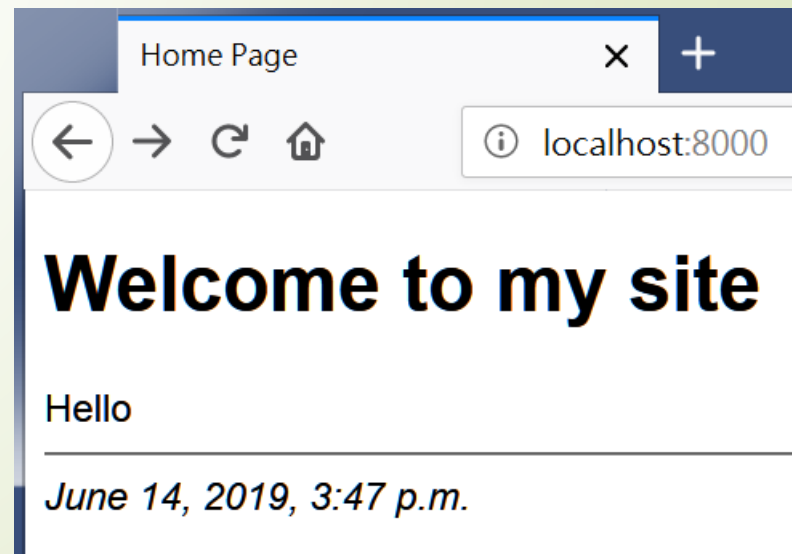 Home Page
localhost:8000
Welcome to my site
Hello
June 14, 2019, 3:47 p.m.